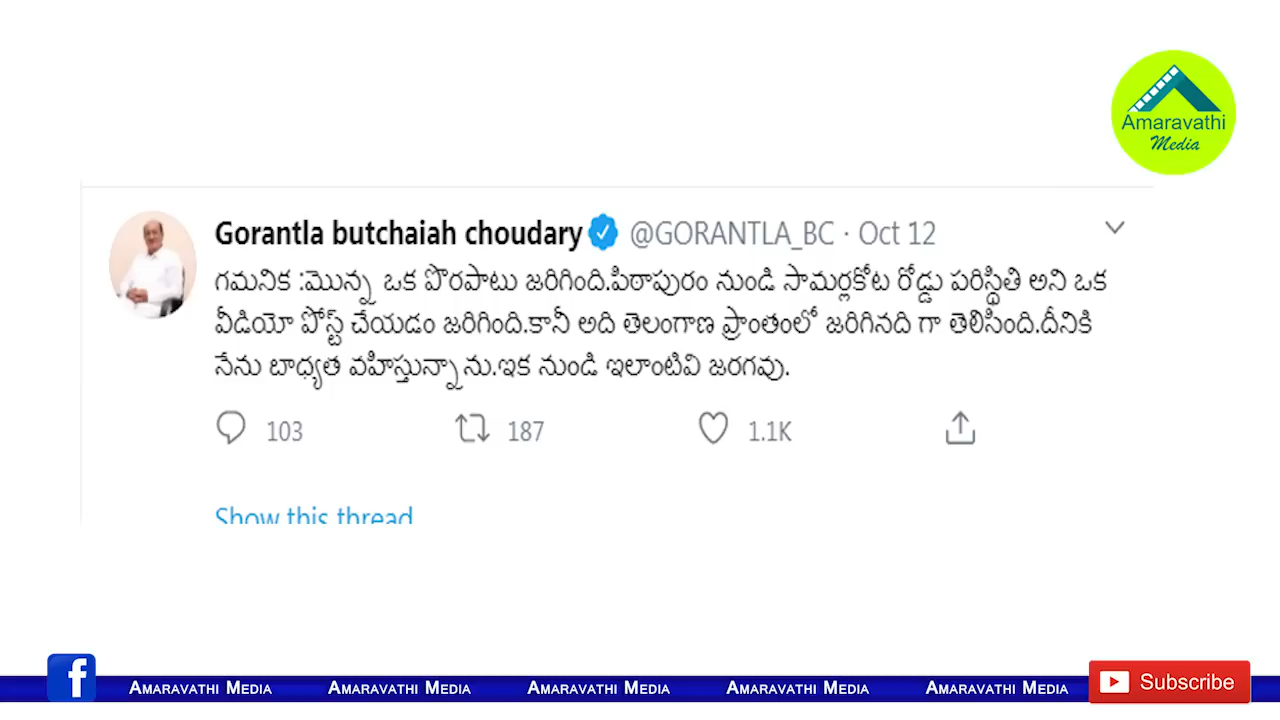 Amaravathi
Media
Gorantla butchaiah choudary @GORANTLA_BC · Oct 12
గమనిక :మొన్న ఒక పొరపాటు జరిగింది.పిఠాపురం నుండి సామర్లకోట రోడ్డు పరిస్థితి అని ఒక
వీడియో పోస్ట్ చేయడం జరిగింది.కానీ అది తెలంగాణ ప్రాంతంలో జరిగినది గా తెలిసింది.దీనికి
నేను బాధ్యత వహిస్తున్నాను.ఇక నుండి ఇలాంటివి జరగవు.
103 187 1.1K
Show this thread
f Amaravathi Media Amaravathi Media Amaravathi Media Amaravathi Media Amaravathi Media Subscribe